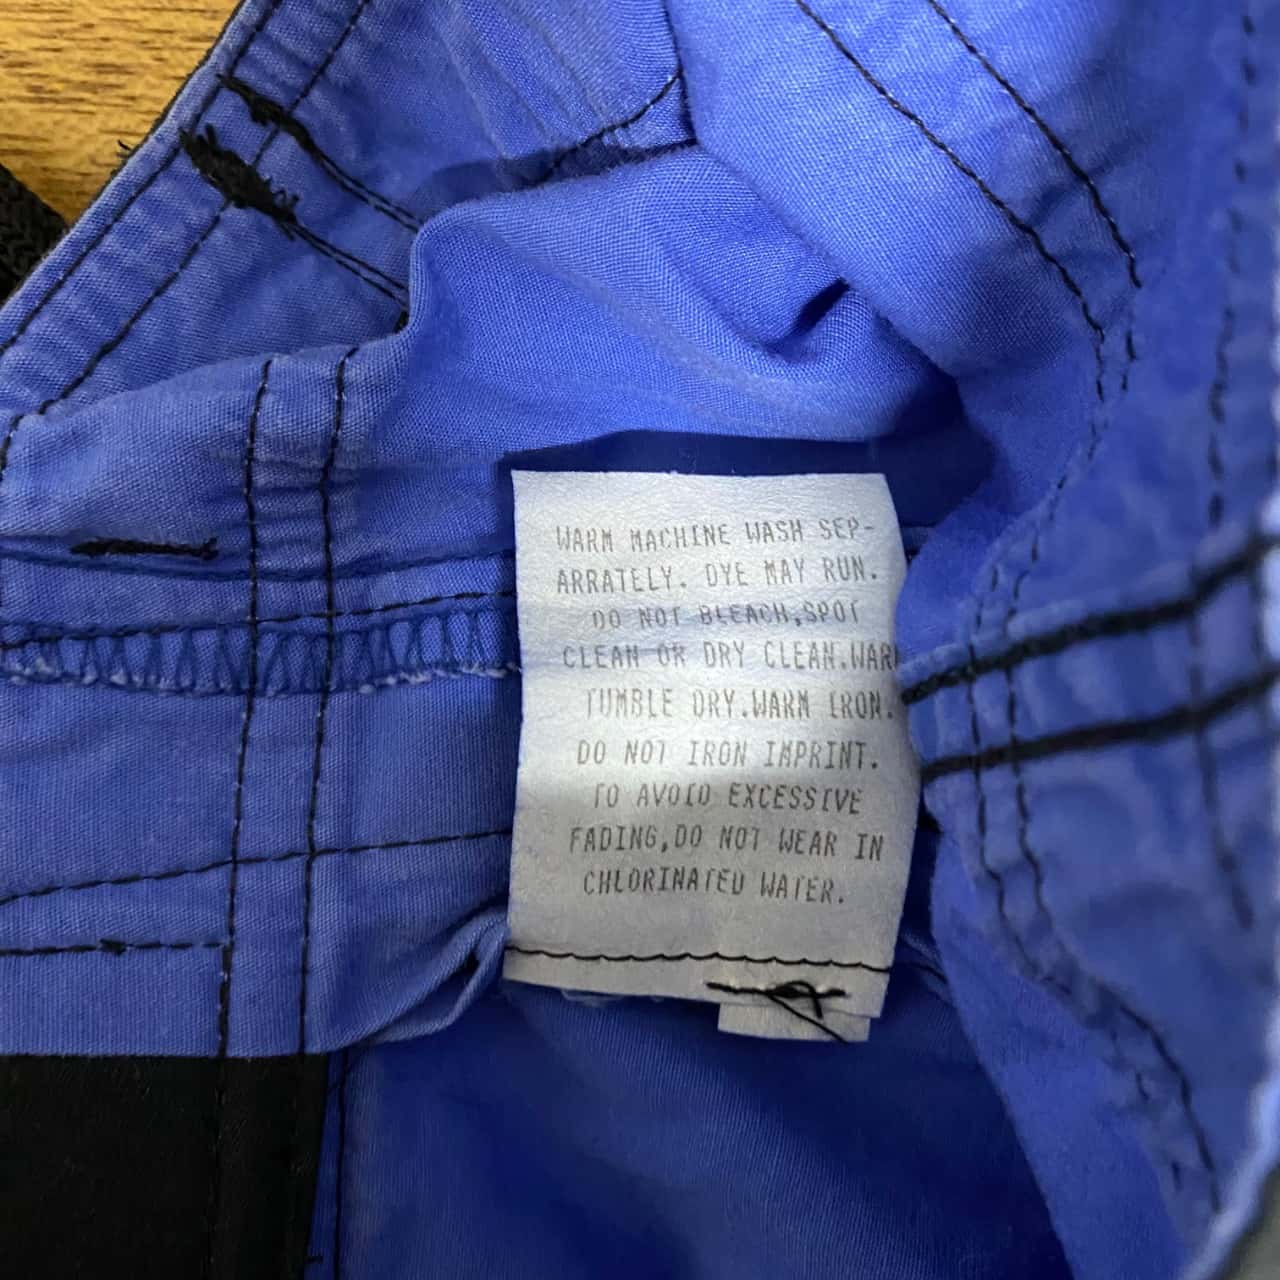 WARM MACHINE WASH SEP-
ARRATELY. DYE MAY RUN.
DO NOT BLEACH,SPOT
CLEAN OR DRY CLEAN.WARM
TUMBLE DRY.WARM IRON.
DO NOT IRON IMPRINT.
TO AVOID EXCESSIVE
FADING,DO NOT WEAR IN
CHLORINATED WATER.